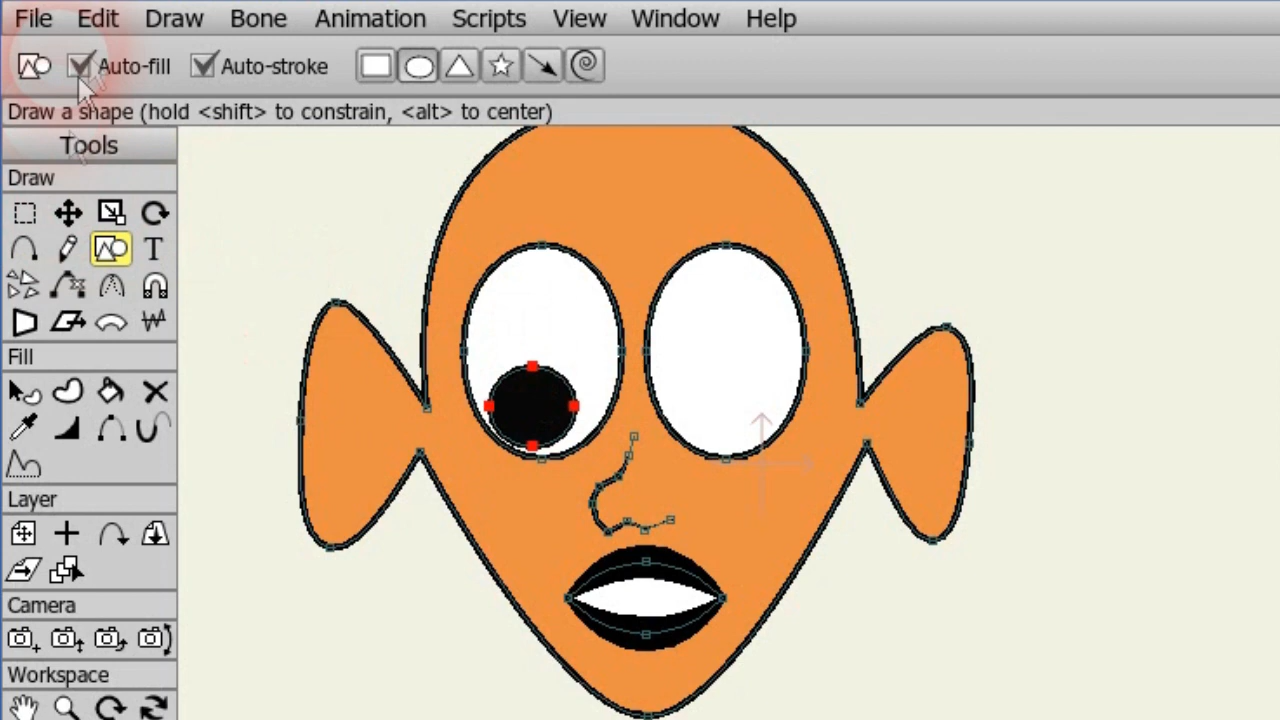 File Edit Draw Bone Animation Scripts View Window Help
Auto-fill Auto-stroke
Draw a shape (hold <shift> to constrain, <alt> to center)
Tools
Draw
T
Fill
Layer
Camera
Workspace